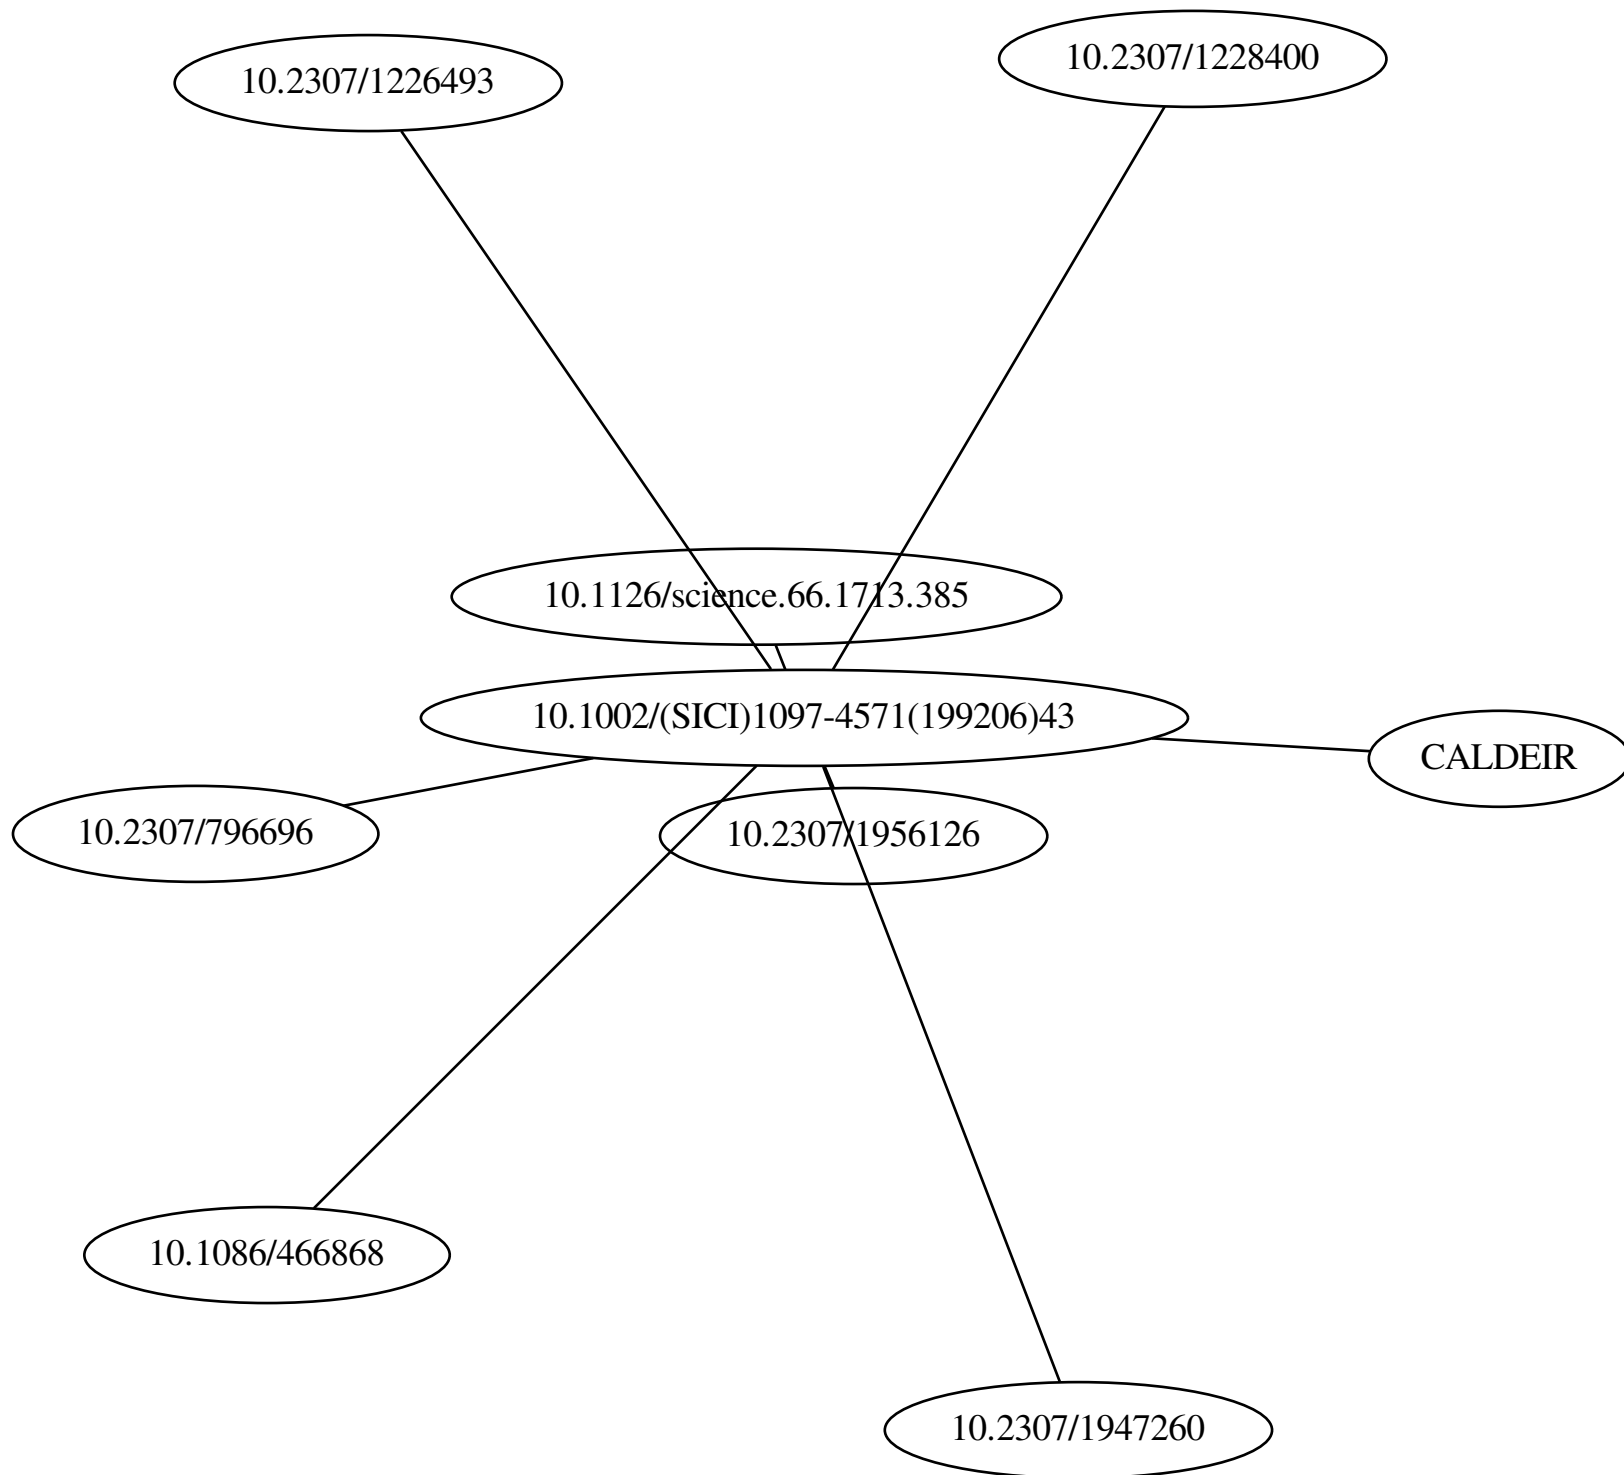 10.2307/1228400
10.2307/1226493
10.1126/science.66.1713.385
10.1002/(SICI)1097-4571(199206)43
CALDEIR
10.2307/796696
10.2307/1956126
10.1086/466868
10.2307/1947260